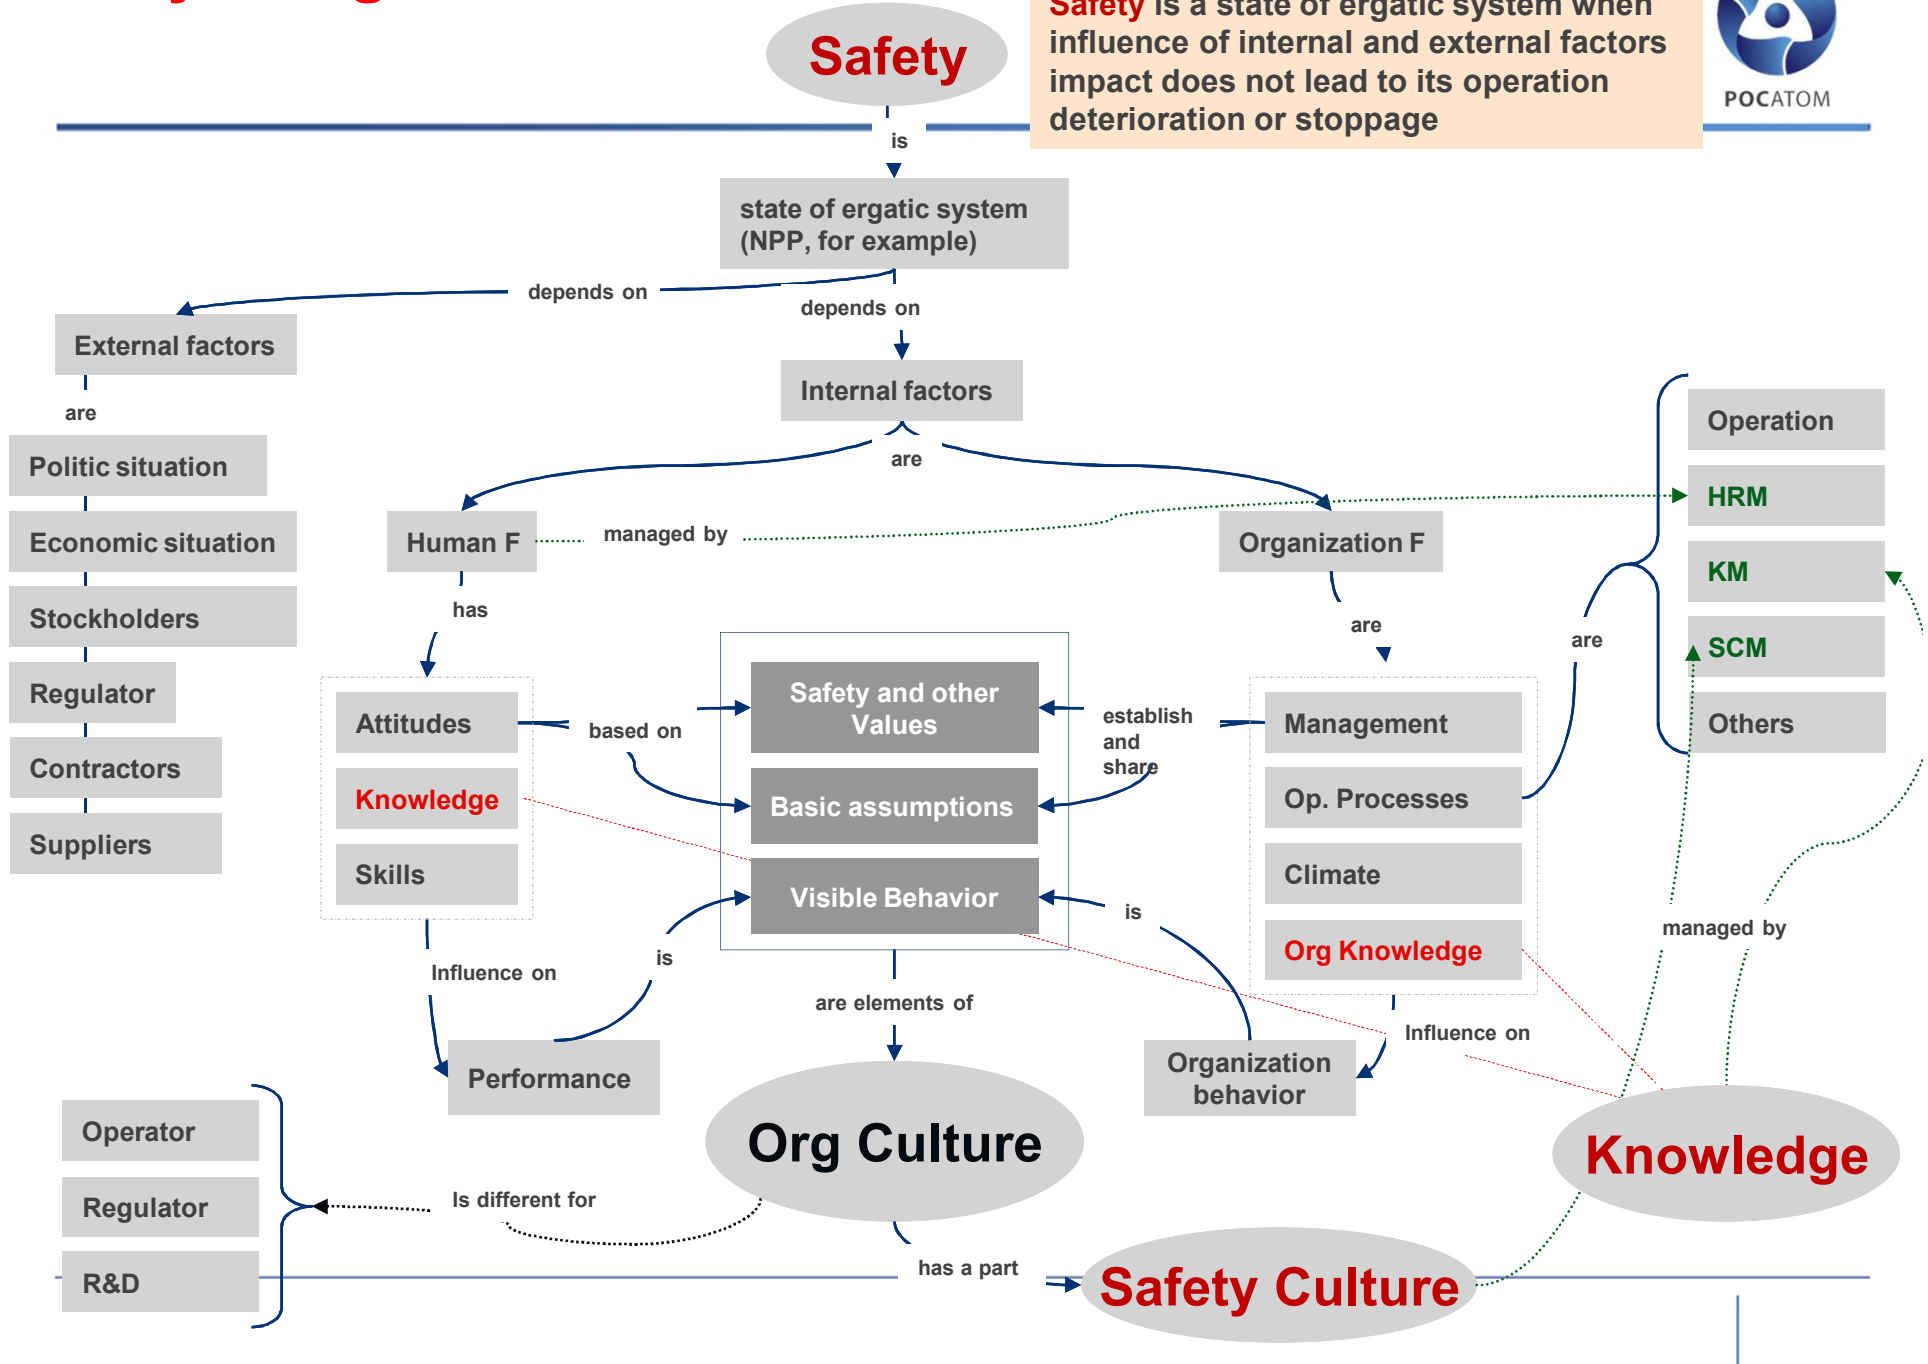 Safety is a state of ergatic system when
influence of internal and external factors
impact does not lead to its operation
deterioration or stoppage
РОСАТОМ
Safety
is
state of ergatic system
(NPP, for example)
depends on
depends on
External factors
are
Politic situation
Economic situation
Stockholders
Regulator
Contractors
Suppliers
Internal factors
are
Human F
managed by
Organization F
has
are
Attitudes
Knowledge
Skills
based on
Safety and other
Values
Basic assumptions
Visible Behavior
establish
and
share
Management
Op. Processes
Climate
Org Knowledge
are
Operation
HRM
KM
SCM
Others
managed by
Influence on
is
Performance
are elements of
is
Organization
behavior
Influence on
Org Culture
Knowledge
Operator
Regulator
R&D
Is different for
has a part
Safety Culture